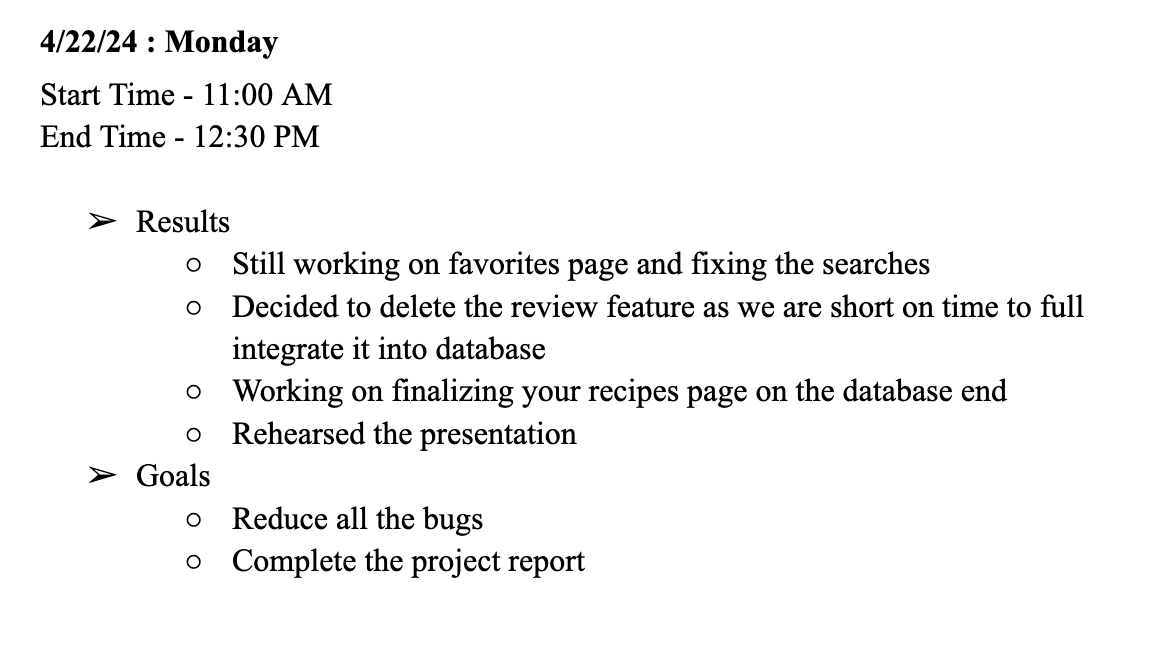 4/22/24 : Monday
Start Time - 11:00 AM
End Time - 12:30 PM
➢ Results
○ Still working on favorites page and fixing the searches
○ Decided to delete the review feature as we are short on time to full
integrate it into database
○ Working on finalizing your recipes page on the database end
○ Rehearsed the presentation
➢ Goals
○ Reduce all the bugs
○ Complete the project report